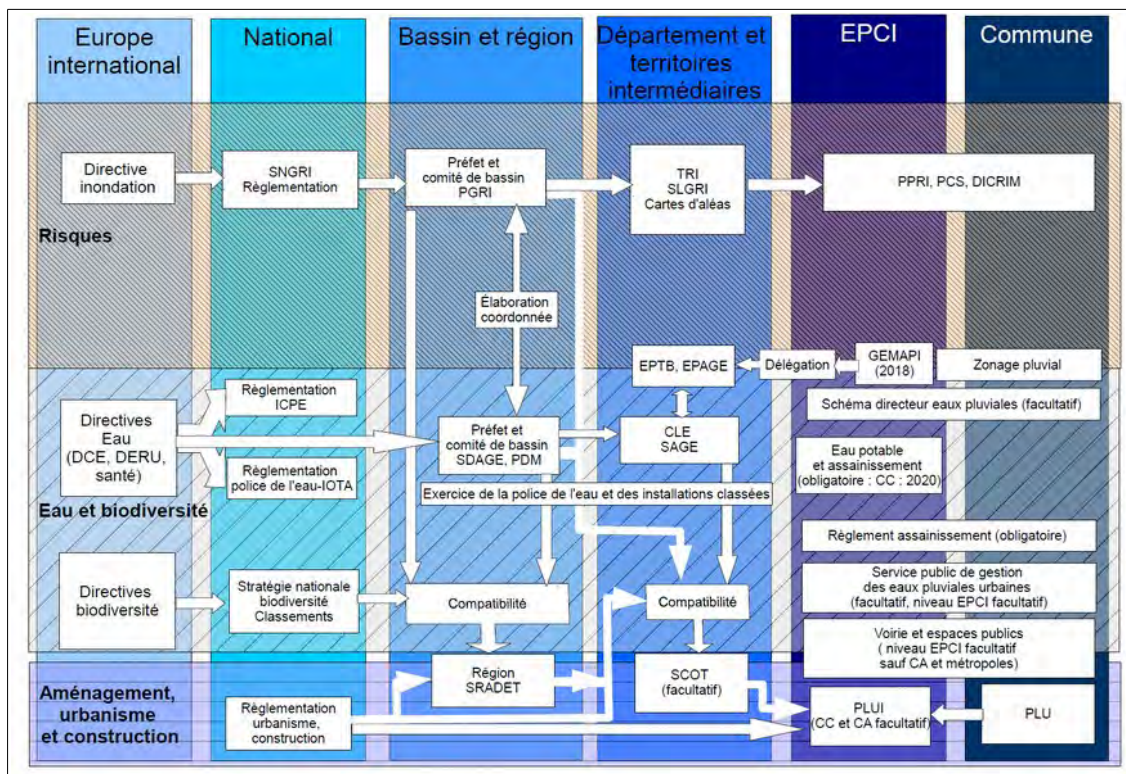 Europe
international
National
Bassin et région
Département et
territoires
intermédiaires
EPCI
Commune
Directive
inondation
SNGRI
Règlementation
Préfet et
comité de bassin
PGRI
TRI
SLGRI
Cartes d'aléas
PPRI, PCS, DICRIM
Risques
Élaboration
coordonnée
EPTB, EPAGE
Délégation
GEMAPI
(2018)
Zonage pluvial
Règlementation
ICPE
Schéma directeur eaux pluviales (facultatif)
Directives
Eau
(DCE, DERU,
santé)
Préfet et
comité de bassin
SDAGE, PDM
CLE
SAGE
Eau potable
et assainissement
(obligatoire : CC : 2020)
Règlementation
police de l'eau-IOTA
Exercice de la police de l'eau et des installations classées
Eau et biodiversité
Règlement assainissement (obligatoire)
Directives
biodiversité
Stratégie nationale
biodiversité
Classements
Compatibilité
Compatibilité
Service public de gestion
des eaux pluviales urbaines
(facultatif, niveau EPCI facultatif)
Voirie et espaces publics
( niveau EPCI facultatif
sauf CA et métropoles)
Aménagement,
urbanisme
et construction
Règlementation
urbanisme,
construction
Région
SRADET
SCOT
(facultatif)
PLUI
(CC et CA facultatif)
PLU